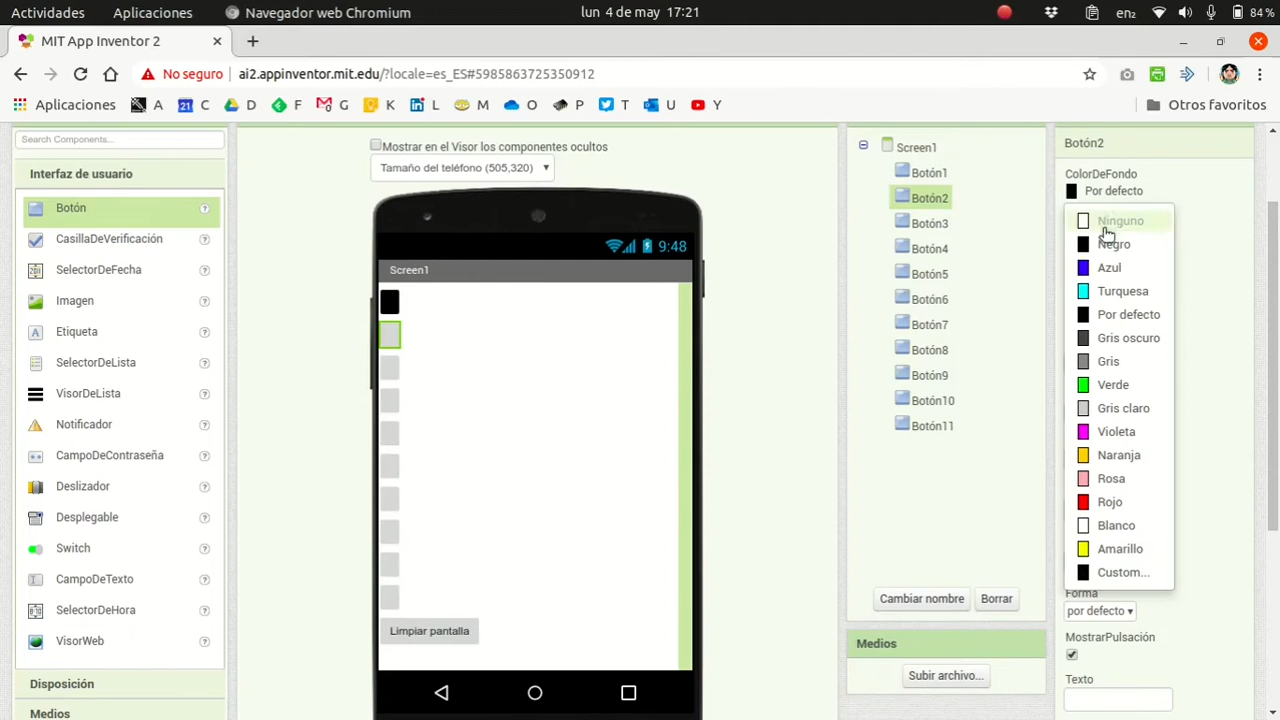 Actividades
Aplicaciones
Navegador web Chromium
lun 4 de may 17:21
en2
84 %
MIT App Inventor 2
No seguro
ai2.appinventor.mit.edu/?locale=es_ES#5985863725350912
Aplicaciones
A
C
D
F
G
K
L
M
O
P
T
U
Y
Otros favoritos
Search Components...
Interfaz de usuario
Botón
CasillaDeVerificación
SelectorDeFecha
Imagen
Etiqueta
SelectorDeLista
VisorDeLista
Notificador
CampoDeContraseña
Deslizador
Desplegable
Switch
CampoDeTexto
SelectorDeHora
VisorWeb
Disposición
Medios
Mostrar en el Visor los componentes ocultos
Tamaño del teléfono (505,320)
9:48
Screen1
Limpiar pantalla
Screen1
Botón1
Botón2
Botón3
Botón4
Botón5
Botón6
Botón7
Botón8
Botón9
Botón10
Botón11
Cambiar nombre
Borrar
Medios
Subir archivo...
Botón2
ColorDeFondo
Por defecto
Ninguno
Negro
Azul
Turquesa
Por defecto
Gris oscuro
Gris
Verde
Gris claro
Violeta
Naranja
Rosa
Rojo
Blanco
Amarillo
Custom...
Forma
por defecto
MostrarPulsación
Texto